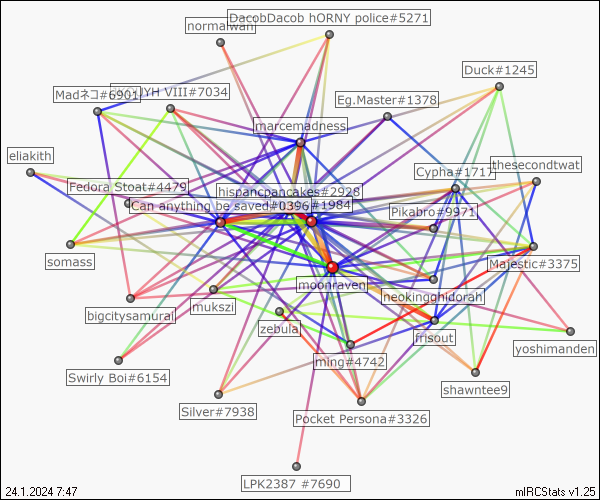 normalwan
DacobDacob hORNY police#5271
Duck#1245
Madネコ#6901
VIII#7034
Eg.Master#1378
marcemadness
eliakith
Cypha#1717
thesecondtwat
Fedora Stoat#4479
hispancpancakes#2928
Can anything be saved#0396
#1984
Pikabro#9971
somass
Majestic#3375
moonraven
neokingghidorah
bigcitysamurai
mukszi
zebula
frisout
yoshimanden
ming#4742
Swirly Boi#6154
shawntee9
Silver#7938
Pocket Persona#3326
LPK2387 #7690
24.1.2024 7:47
mIRCStats v1.25